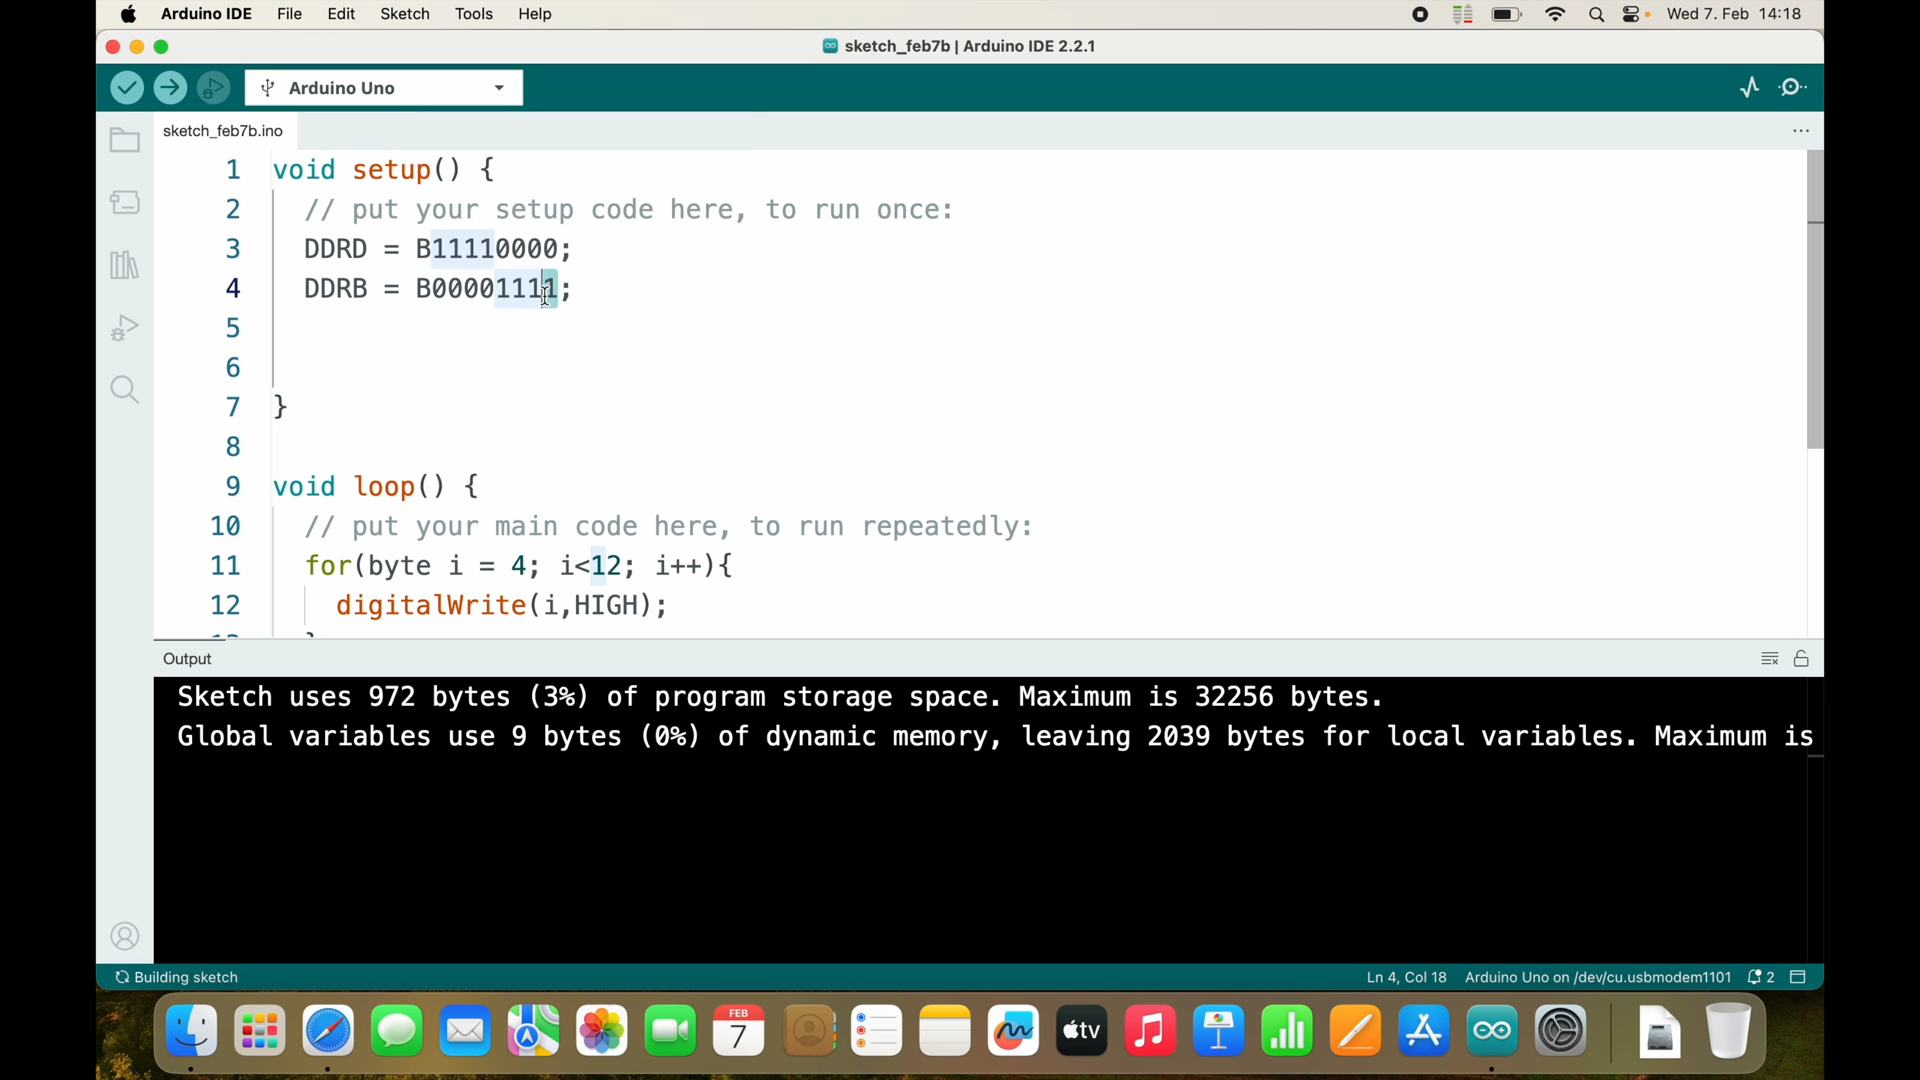 Arduino IDE File Edit Sketch Tools Help Wed 7. Feb 14:18
sketch_feb7b | Arduino IDE 2.2.1
Arduino Uno
sketch_feb7b.ino
1 void setup() {
2 // put your setup code here, to run once:
3 DDRD = B11110000;
4 DDRB = B00001111;
5
6
7 }
8
9 void loop() {
10 // put your main code here, to run repeatedly:
11 for(byte i = 4; i<12; i++){
12 digitalWrite(i,HIGH);
Output
Sketch uses 972 bytes (3%) of program storage space. Maximum is 32256 bytes.
Global variables use 9 bytes (0%) of dynamic memory, leaving 2039 bytes for local variables. Maximum is
Building sketch Ln 4, Col 18 Arduino Uno on /dev/cu.usbmodem1101 2
FEB
7
tv